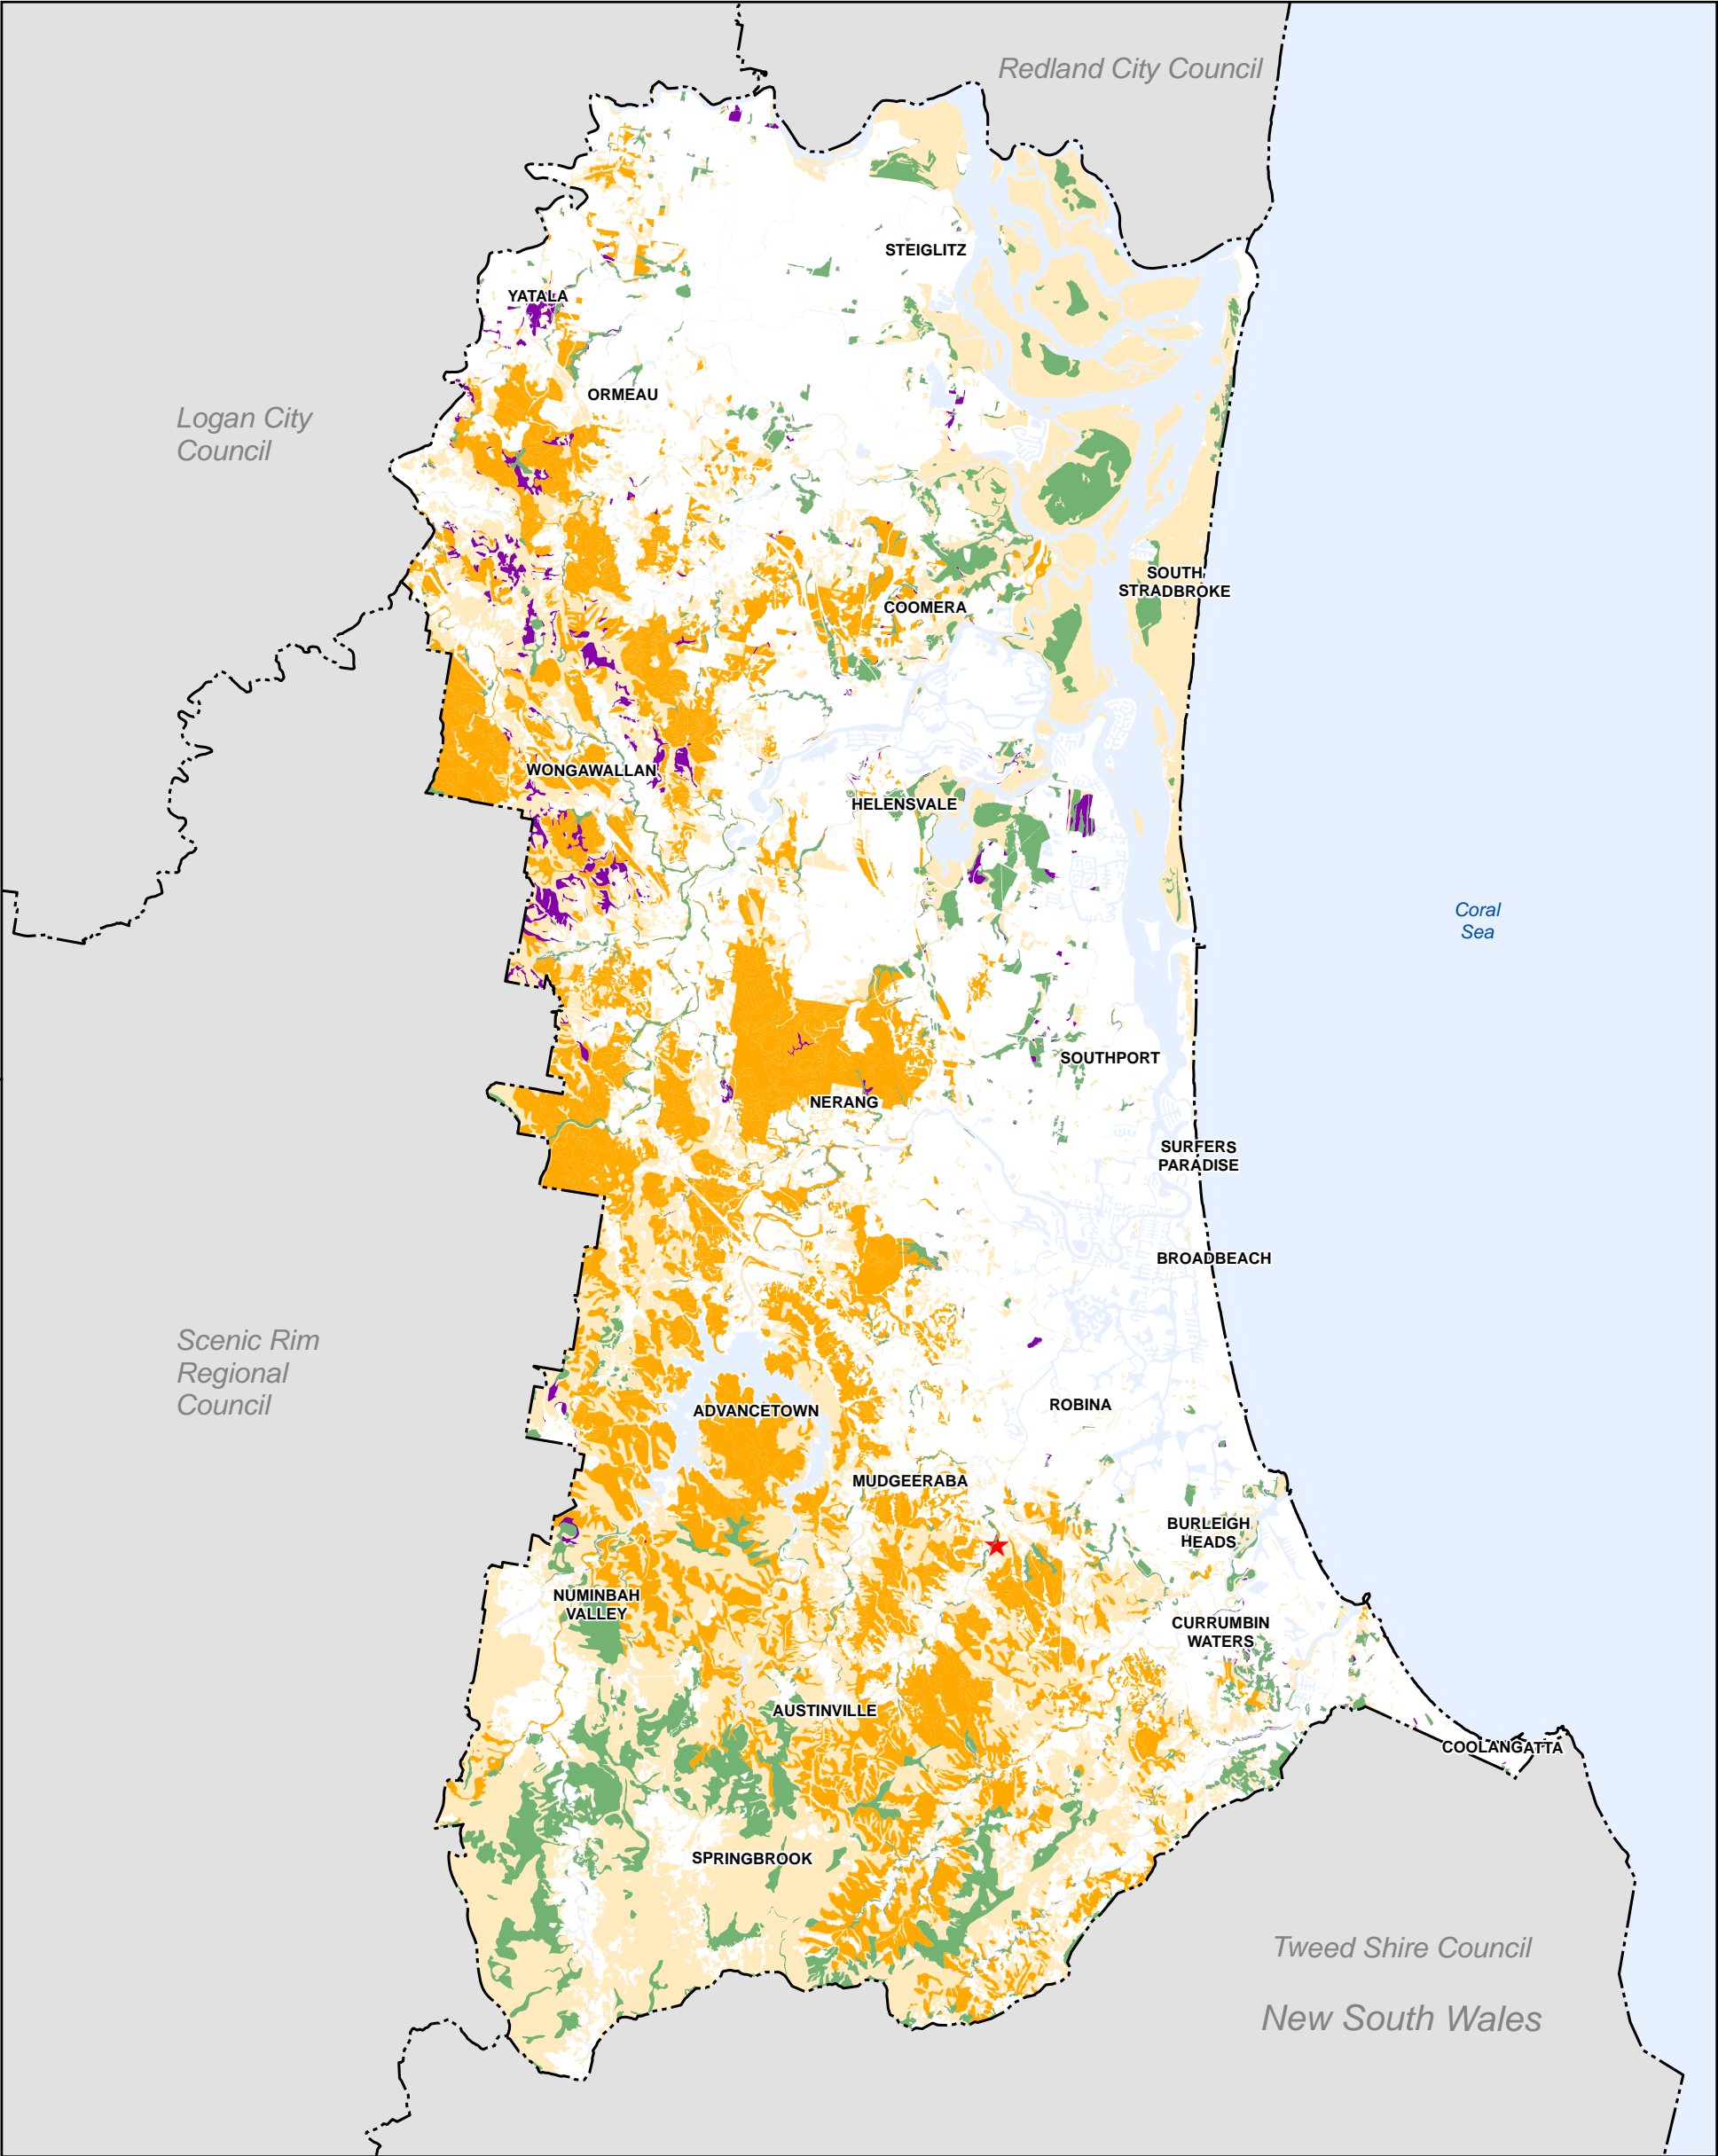 Redland City Council
STEIGLITZ
YATALA
ORMEAU
Logan City
Council
SOUTH
STRADBROKE
COOMERA
WONGAWALLAN
HELENSVALE
Coral
Sea
SOUTHPORT
NERANG
SURFERS
PARADISE
BROADBEACH
Scenic Rim
Regional
Council
ROBINA
ADVANCETOWN
MUDGEERABA
BURLEIGH
HEADS
NUMINBAH
VALLEY
CURRUMBIN
WATERS
AUSTINVILLE
COOLANGATTA
SPRINGBROOK
Tweed Shire Council
New South Wales